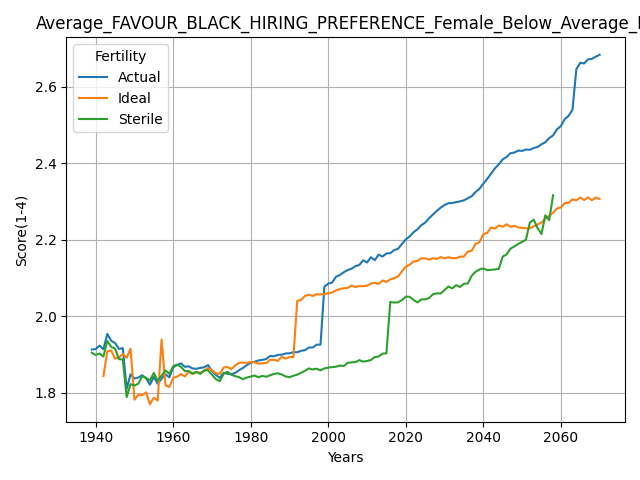 Average_FAVOUR_BLACK_HIRING_PREFERENCE_Female_Below_Average_
Fertility
Actual
Ideal
Sterile
Score(1-4)
2.6
2.4
2.2
2.0
1.8
1940 1960 1980 2000 2020 2040 2060
Years